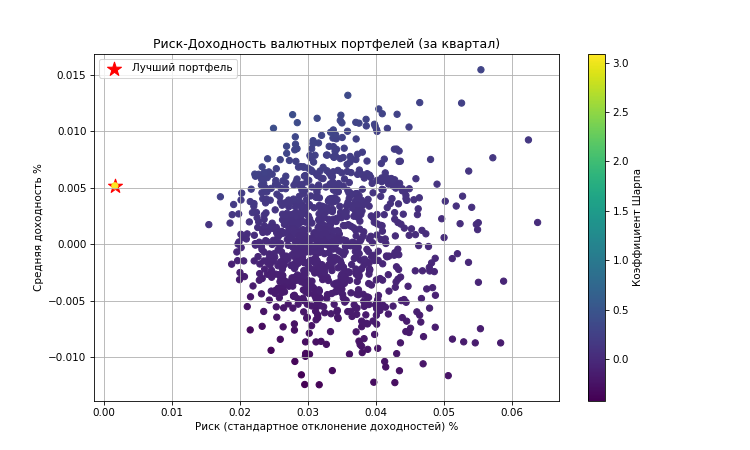 Риск-Доходность валютных портфелей (за квартал)
Лучший портфель
0.015
0.010
0.005
0.000
−0.005
−0.010
Средняя доходность %
0.00 0.01 0.02 0.03 0.04 0.05 0.06
Риск (стандартное отклонение доходностей) %
3.0
2.5
2.0
1.5
1.0
0.5
0.0
Коэффициент Шарпа